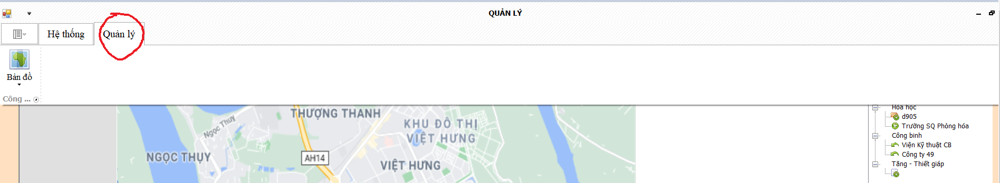 QUẢN LÝ
Hệ thống
Quản lý
Bản đồ
Công ...
THƯỢNG THANH
Ngọc Thuỵ
KHU ĐÔ THỊ
VIỆT HƯNG
NGỌC THỤY
AH14
VIỆT HƯNG
Hóa học
d905
Trường SQ Phòng hóa
Công binh
Viện Kỹ thuật CB
Công ty 49
Tăng - Thiết giáp